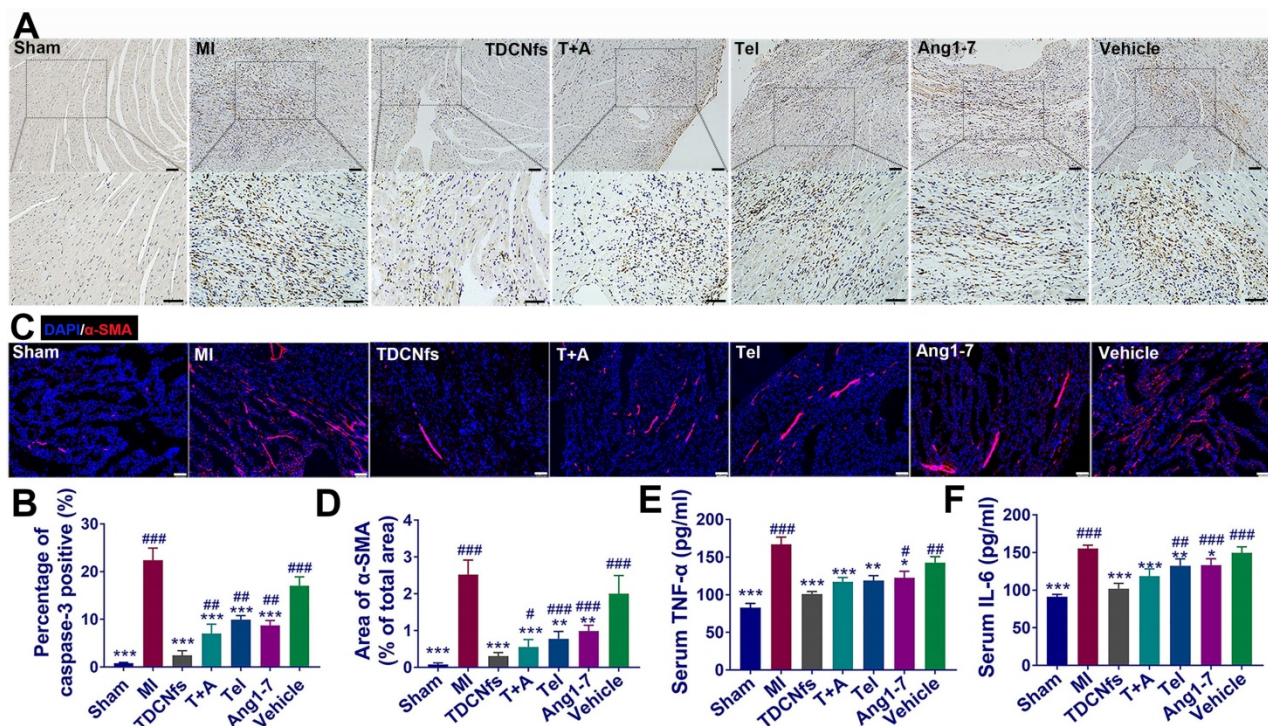 A
Sham MI TDCNfs T+A Tel Ang1-7 Vehicle
C DAPI/α-SMA
Sham MI TDCNfs T+A Tel Ang1-7 Vehicle
B
Percentage of
caspase-3 positive (%)
30
20
10
0
*** ### *** ## *** ## *** ## *** ###
Sham MI TDCNfs T+A Tel Ang1-7 Vehicle
D
Area of α-SMA
(% of total area)
4
3
2
1
0
*** ### *** # *** ### ** ### ** ###
Sham MI TDCNfs T+A Tel Ang1-7 Vehicle
E
Serum TNF-α (pg/ml)
200
150
100
50
0
*** ### *** *** ** # * ##
Sham MI TDCNfs T+A Tel Ang1-7 Vehicle
F
Serum IL-6 (pg/ml)
200
150
100
50
0
*** ### *** *** ## ** ### * ###
Sham MI TDCNfs T+A Tel Ang1-7 Vehicle